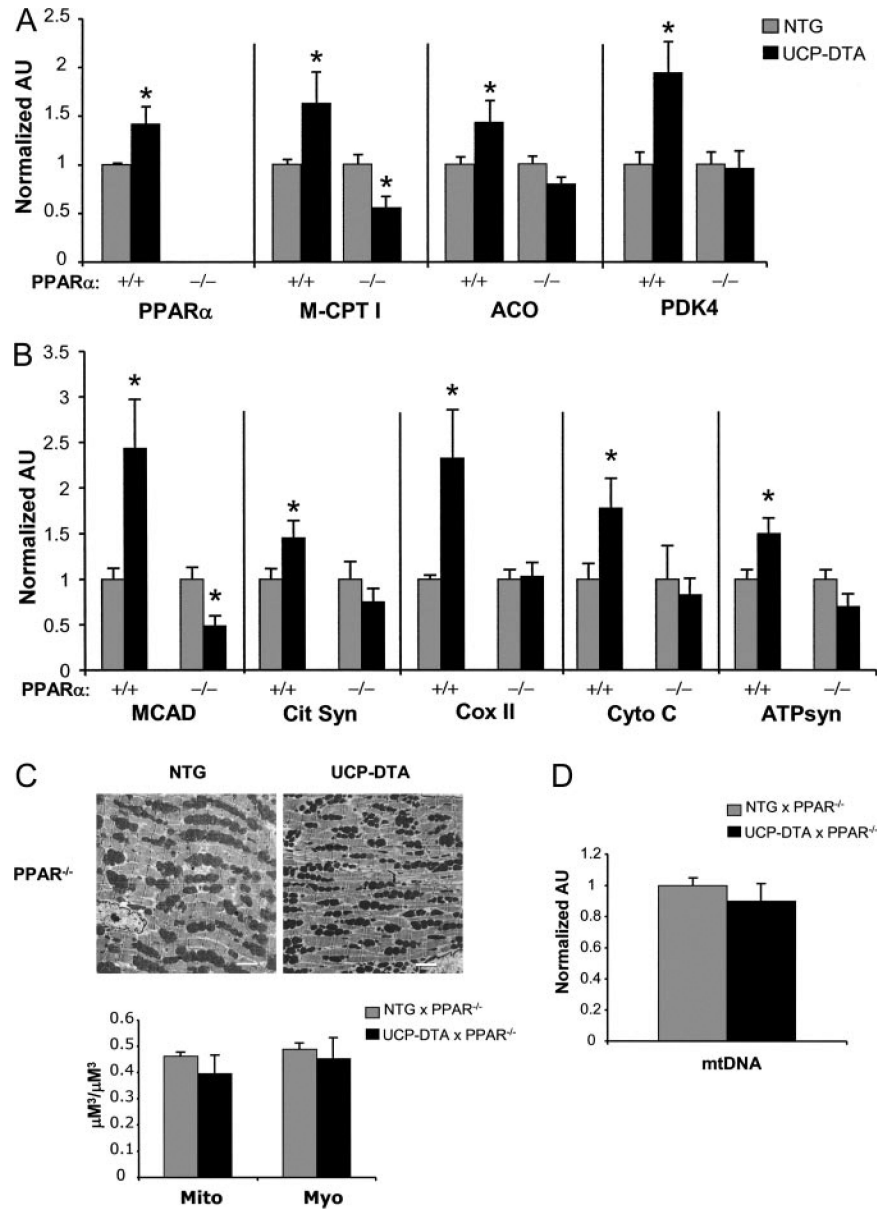 A
NTG
UCP-DTA
Normalized AU
2.5
2
1.5
1
0.5
0
* * * * *
PPARα: +/+ −/− +/+ −/− +/+ −/− +/+ −/−
PPARα M-CPT I ACO PDK4
B
Normalized AU
3.5
3
2.5
2
1.5
1
0.5
0
* * * * * *
PPARα: +/+ −/− +/+ −/− +/+ −/− +/+ −/− +/+ −/−
MCAD Cit Syn Cox II Cyto C ATPsyn
C
NTG UCP-DTA
PPAR-/-
NTG x PPAR-/-
UCP-DTA x PPAR-/-
μM3/μM3
0.6
0.5
0.4
0.3
0.2
0.1
0
Mito Myo
D
NTG x PPAR-/-
UCP-DTA x PPAR-/-
Normalized AU
1.2
1
0.8
0.6
0.4
0.2
0
mtDNA